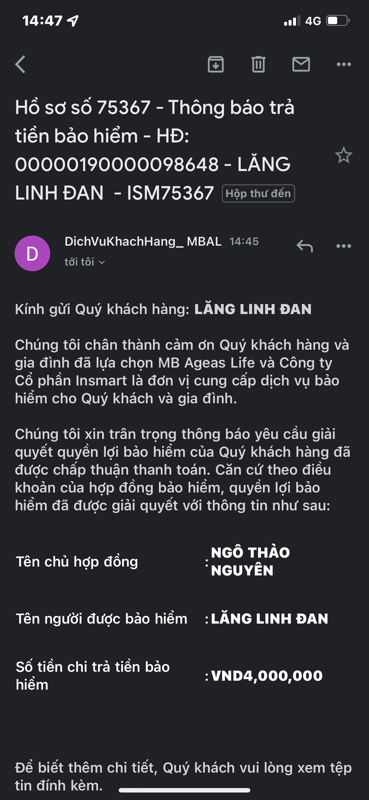 14:47
4G
Hồ sơ số 75367 - Thông báo trả
tiền bảo hiểm - HĐ:
00000190000098648 - LĂNG
LINH ĐAN - ISM75367 Hộp thư đến
D
DichVuKhachHang_ MBAL 14:45
tới tôi
Kính gửi Quý khách hàng: LĂNG LINH ĐAN
Chúng tôi chân thành cảm ơn Quý khách hàng và
gia đình đã lựa chọn MB Ageas Life và Công ty
Cổ phần Insmart là đơn vị cung cấp dịch vụ bảo
hiểm cho Quý khách và gia đình.
Chúng tôi xin trân trọng thông báo yêu cầu giải
quyết quyền lợi bảo hiểm của Quý khách hàng đã
được chấp thuận thanh toán. Căn cứ theo điều
khoản của hợp đồng bảo hiểm, quyền lợi bảo
hiểm đã được giải quyết với thông tin như sau:
Tên chủ hợp đồng : NGÔ THẢO
NGUYÊN
Tên người được bảo hiểm : LĂNG LINH ĐAN
Số tiền chi trả tiền bảo
hiểm : VND4,000,000
Để biết thêm chi tiết, Quý khách vui lòng xem tệp
tin đính kèm.